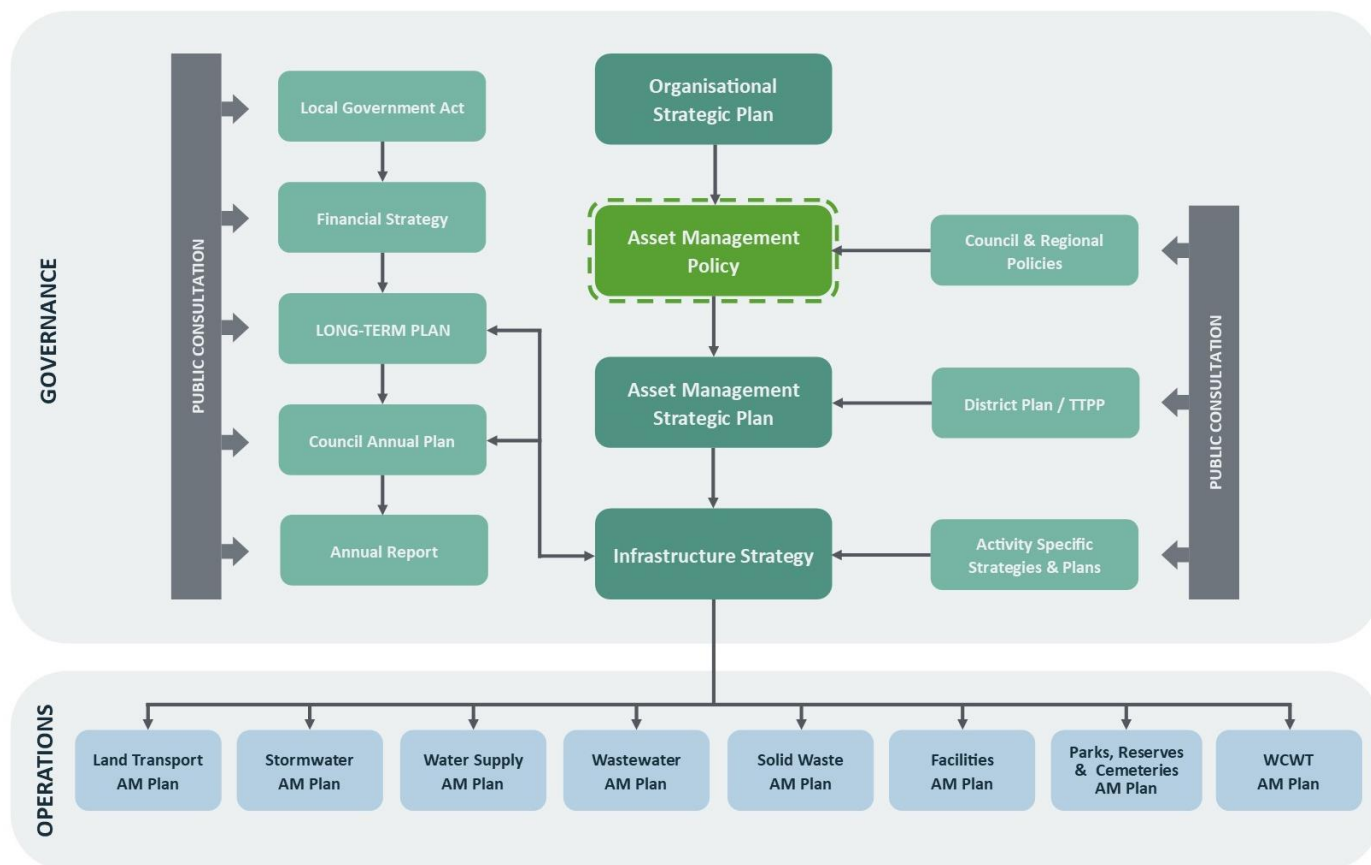 GOVERNANCE
PUBLIC CONSULTATION
Local Government Act
Financial Strategy
LONG-TERM PLAN
Council Annual Plan
Annual Report
Organisational
Strategic Plan
Asset Management
Policy
Asset Management
Strategic Plan
Infrastructure Strategy
Council & Regional
Policies
District Plan / TTPP
Activity Specific
Strategies & Plans
PUBLIC CONSULTATION
OPERATIONS
Land Transport
AM Plan
Stormwater
AM Plan
Water Supply
AM Plan
Wastewater
AM Plan
Solid Waste
AM Plan
Facilities
AM Plan
Parks, Reserves
& Cemeteries
AM Plan
WCWT
AM Plan